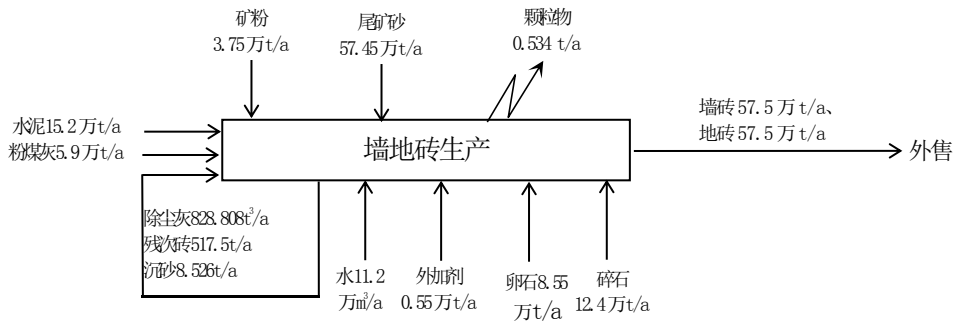 矿粉
3.75万t/a
尾矿砂
57.45万t/a
颗粒物
0.534 t/a
水泥15.2万t/a
粉煤灰5.9万t/a
墙地砖生产
墙砖57.5万t/a、
地砖57.5万t/a
外售
除尘灰828.808t³/a
残次砖517.5t/a
沉砂8.526t/a
水11.2
万m³/a
外加剂
0.55万t/a
卵石8.55
万t/a
碎石
12.4万t/a